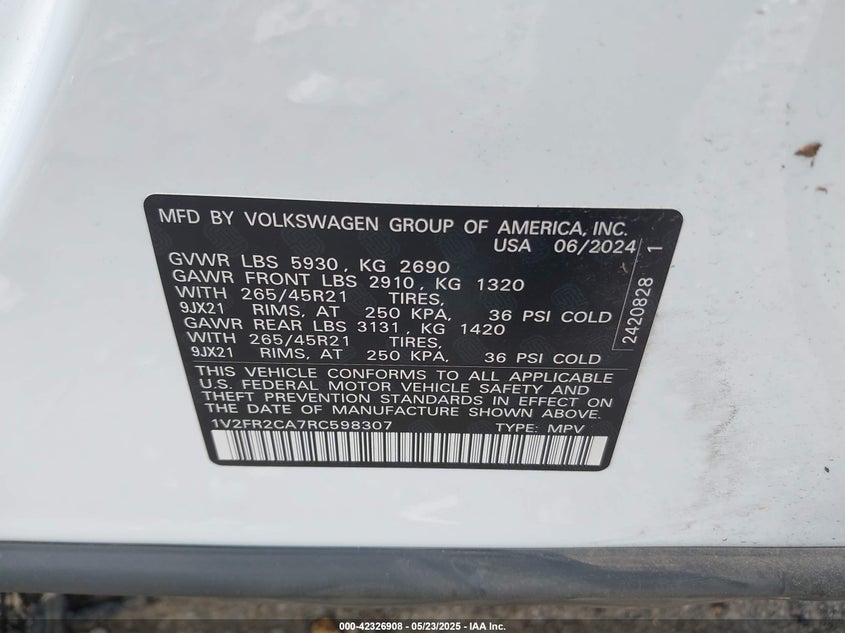 MFD BY VOLKSWAGEN GROUP OF AMERICA, INC.
USA 06/2024 1
GVWR LBS 5930, KG 2690
GAWR FRONT LBS 2910, KG 1320
WITH 265/45R21 TIRES,
9JX21 RIMS, AT 250 KPA, 36 PSI COLD
GAWR REAR LBS 3131, KG 1420
WITH 265/45R21 TIRES,
9JX21 RIMS, AT 250 KPA, 36 PSI COLD
2420828
THIS VEHICLE CONFORMS TO ALL APPLICABLE
U.S. FEDERAL MOTOR VEHICLE SAFETY AND
THEFT PREVENTION STANDARDS IN EFFECT ON
THE DATE OF MANUFACTURE SHOWN ABOVE.
1V2FR2CA7RC598307 TYPE: MPV
000-42326908 - 05/23/2025 - IAA Inc.